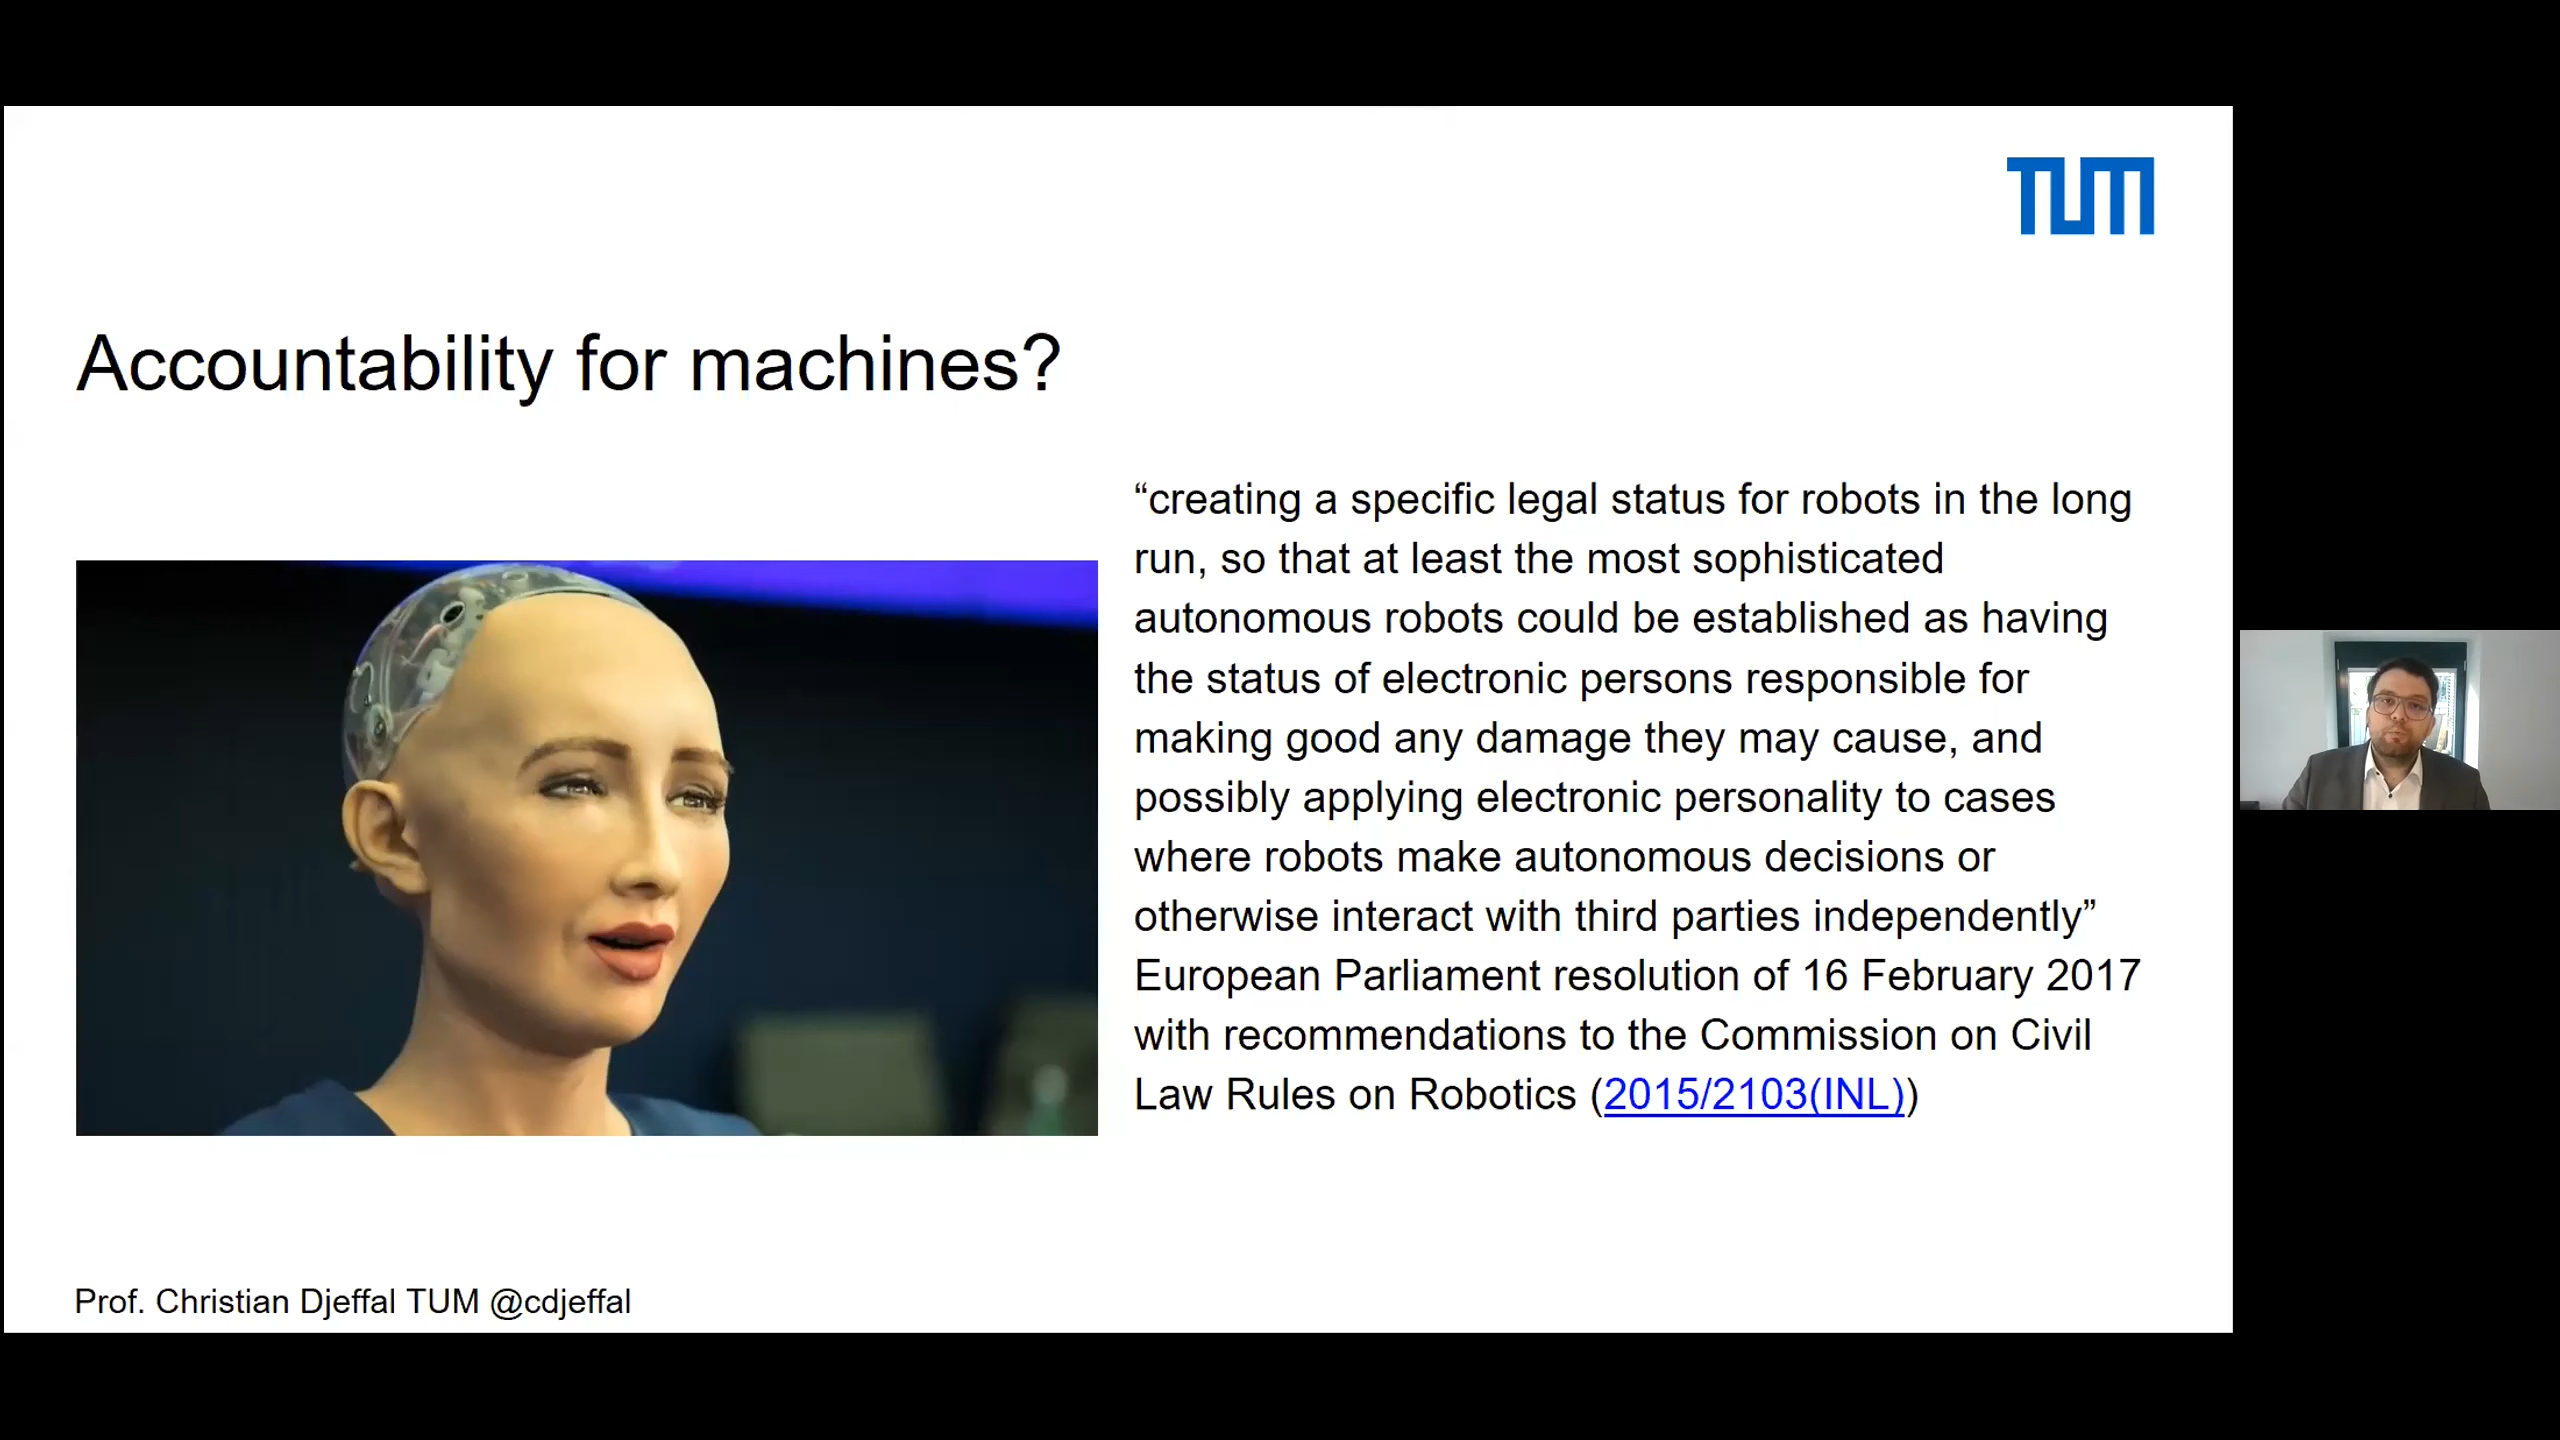 TUM
Accountability for machines?
“creating a specific legal status for robots in the long
run, so that at least the most sophisticated
autonomous robots could be established as having
the status of electronic persons responsible for
making good any damage they may cause, and
possibly applying electronic personality to cases
where robots make autonomous decisions or
otherwise interact with third parties independently”
European Parliament resolution of 16 February 2017
with recommendations to the Commission on Civil
Law Rules on Robotics (2015/2103(INL))
Prof. Christian Djeffal TUM @cdjeffal